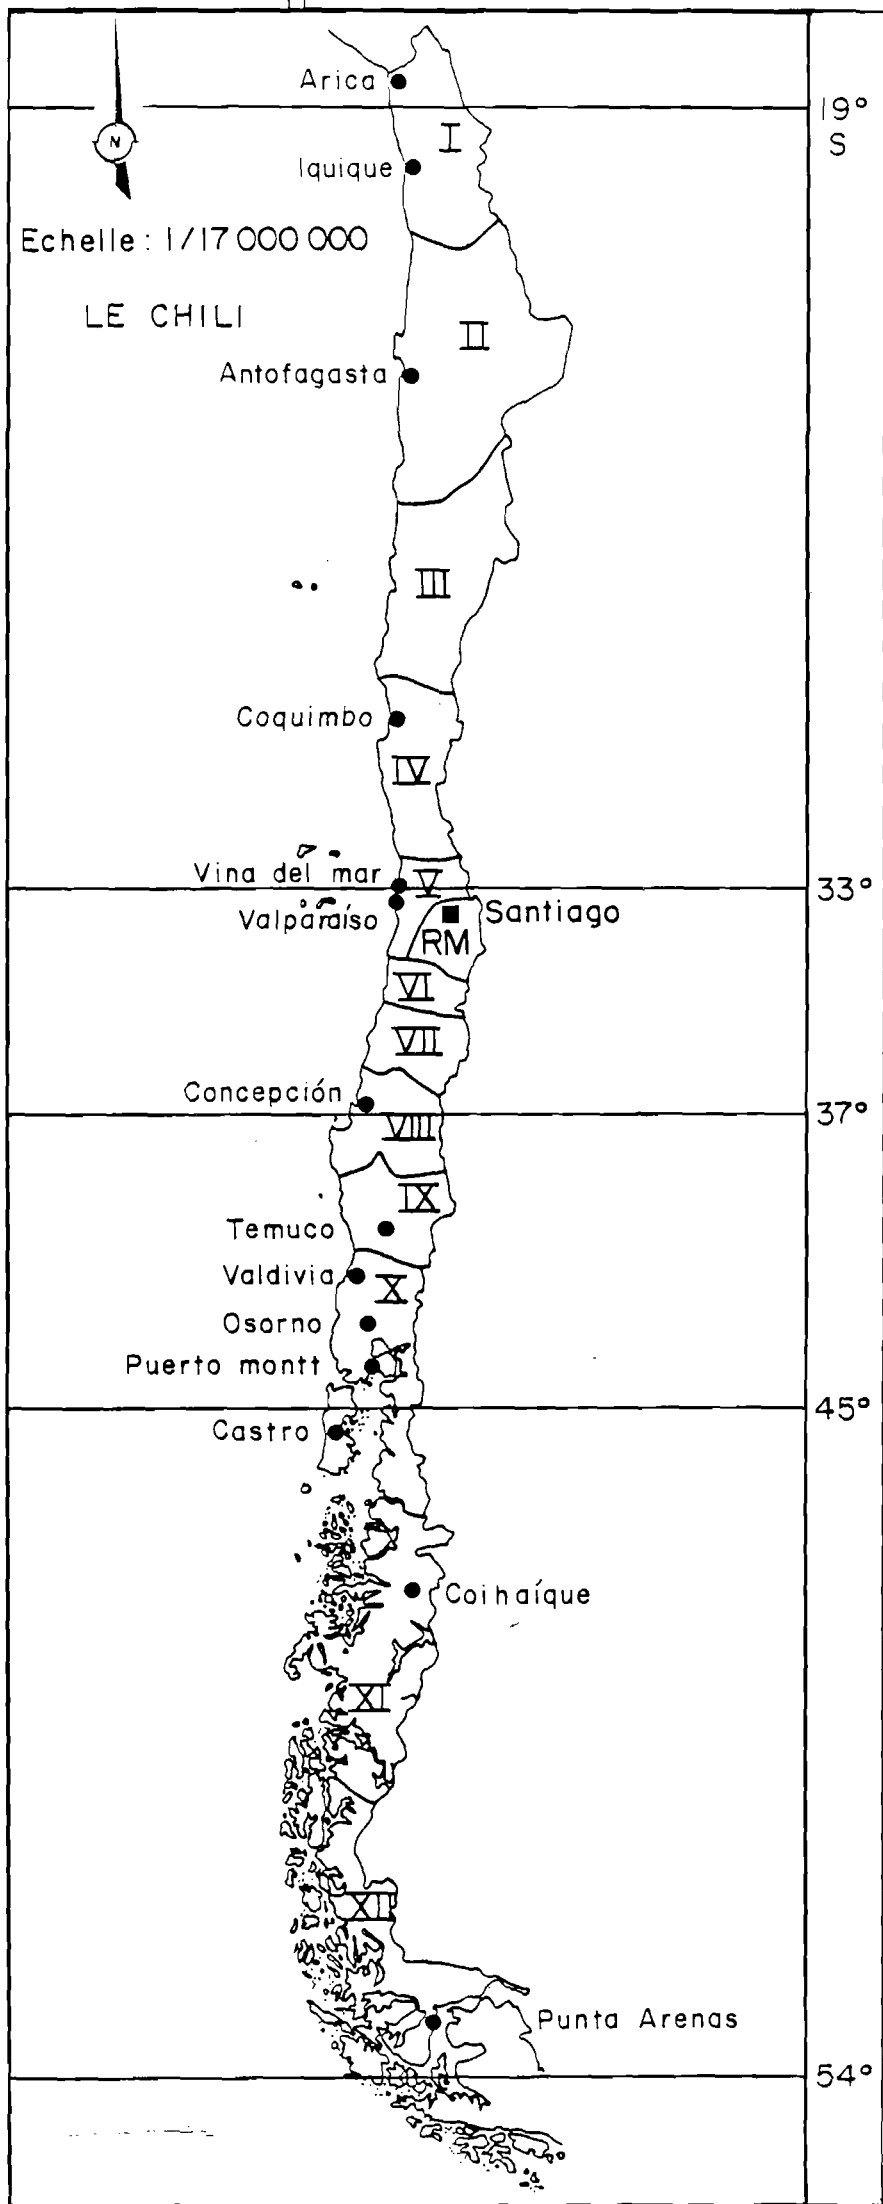 Arica
19°
S
N
I
Iquique
Echelle: 1/17 000 000
LE CHILI
II
Antofagasta
III
Coquimbo
IV
Vina del mar
V
33°
Valparaíso
Santiago
RM
VI
VII
Concepción
37°
VIII
IX
Temuco
Valdivia
X
Osorno
Puerto montt
45°
Castro
Coihaíque
XI
XII
Punta Arenas
54°